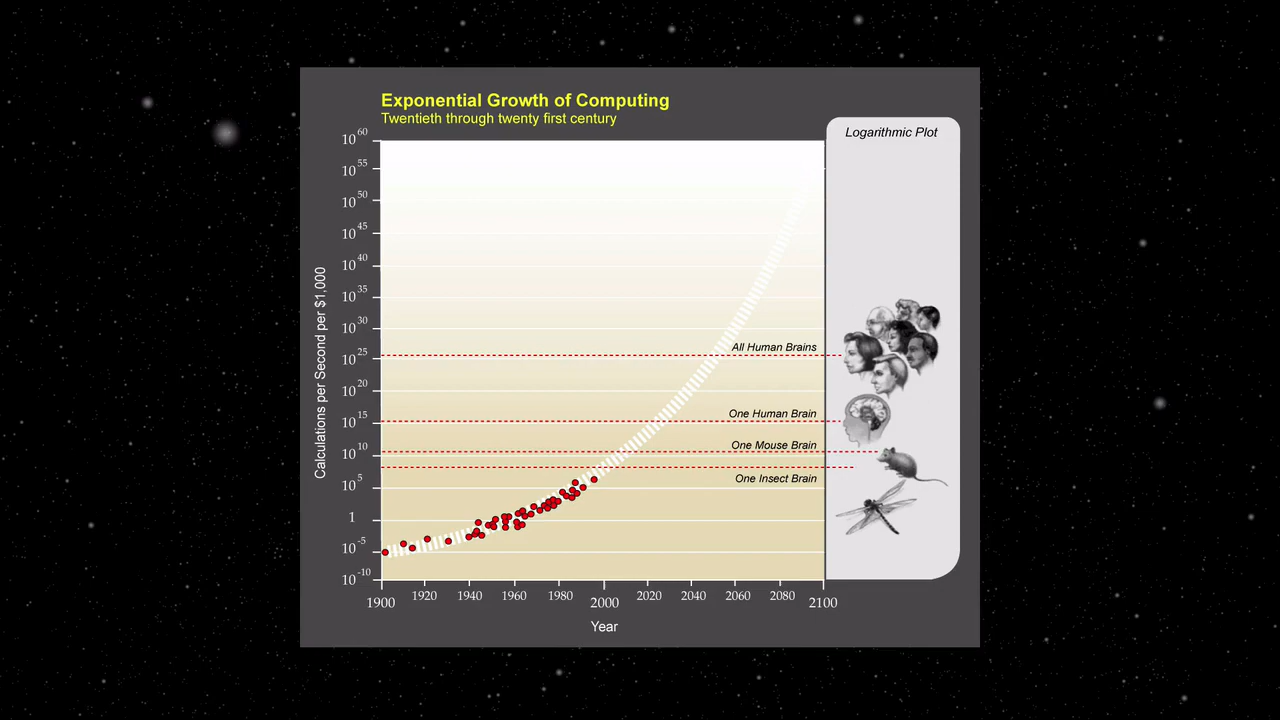 Exponential Growth of Computing
Twentieth through twenty first century
Logarithmic Plot
Calculations per Second per $1,000
10^60
10^55
10^50
10^45
10^40
10^35
10^30
10^25
10^20
10^15
10^10
10^5
1
10^-5
10^-10
All Human Brains
One Human Brain
One Mouse Brain
One Insect Brain
1900 1920 1940 1960 1980 2000 2020 2040 2060 2080 2100
Year